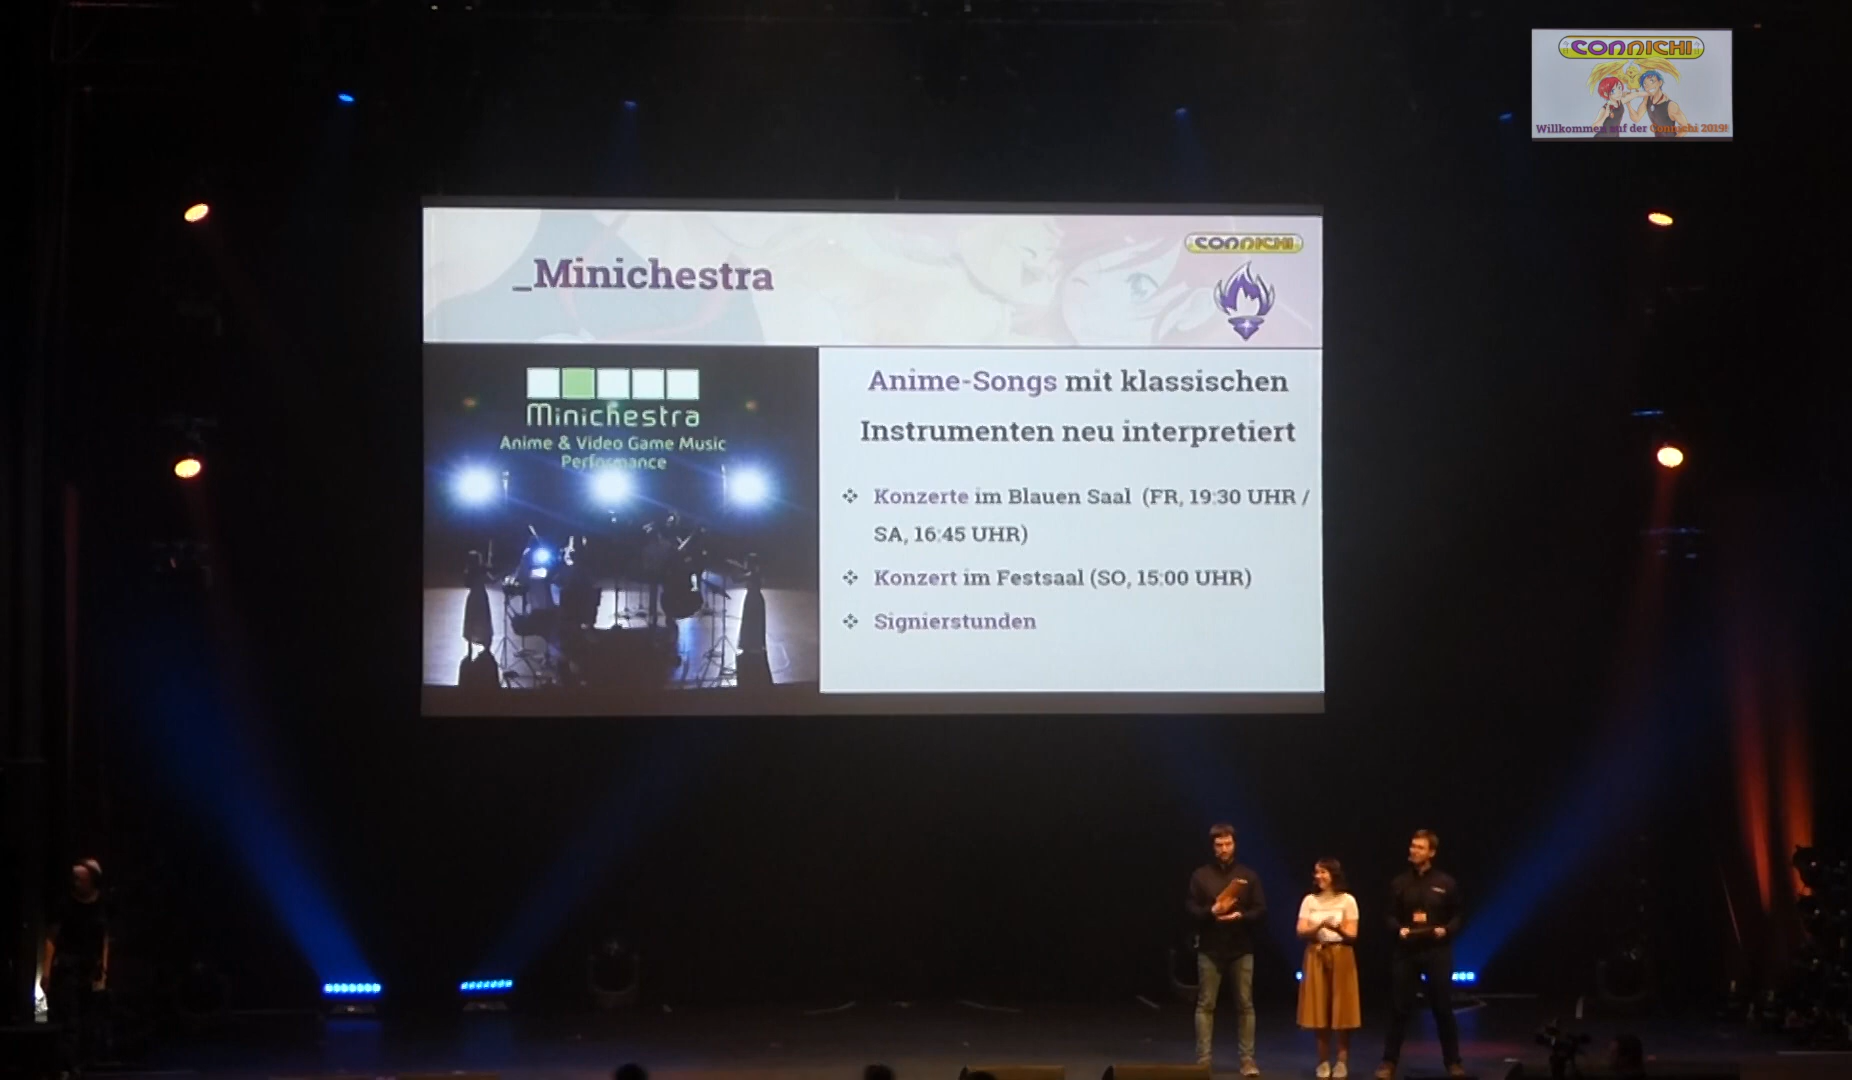 CONNICHI
Willkommen auf der Connichi 2019!
CONNICHI
_Minichestra
Minichestra
Anime & Video Game Music
Performance
Anime-Songs mit klassischen
Instrumenten neu interpretiert
Konzerte im Blauen Saal (FR, 19:30 UHR /
SA, 16:45 UHR)
Konzert im Festsaal (SO, 15:00 UHR)
Signierstunden